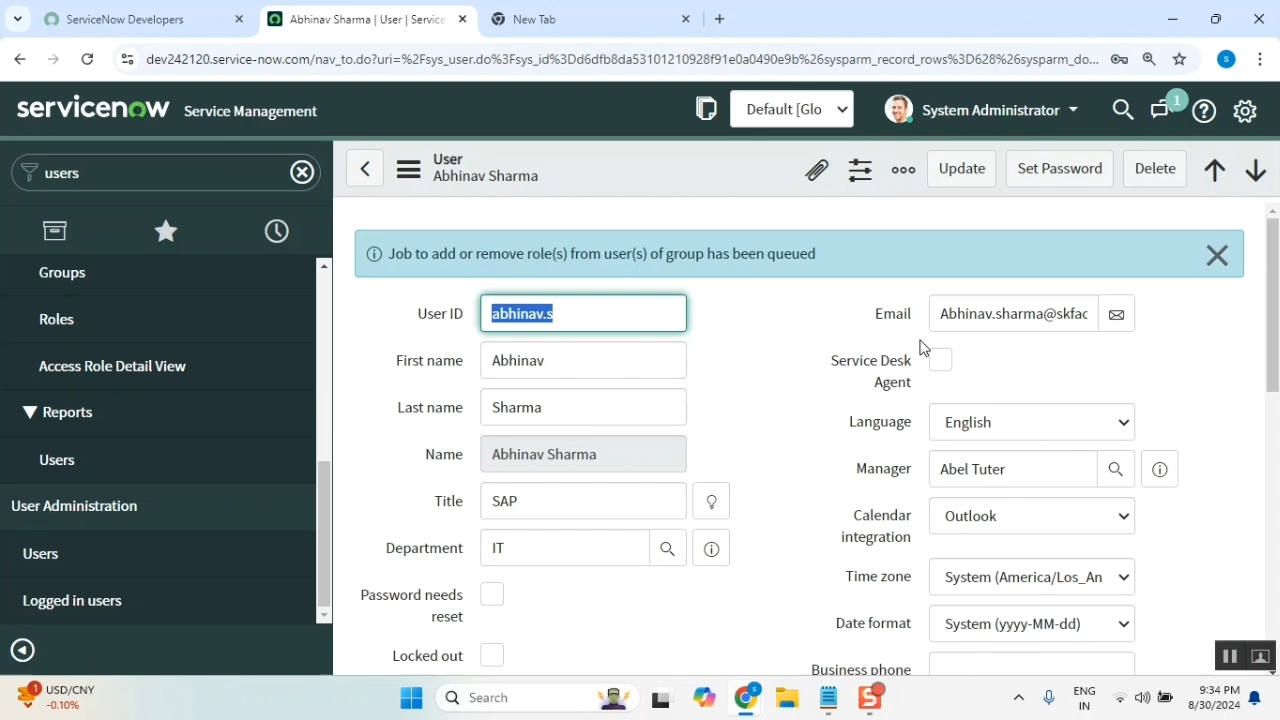 ServiceNow Developers
Abhinav Sharma | User | Service
New Tab
dev242120.service-now.com/nav_to.do?uri=%2Fsys_user.do%3Fsys_id%3Dd6dfb8da53101210928f91e0a0490e9b%26sysparm_record_rows%3D628%26sysparm_do...
S
servicenow Service Management
Default [Glo
System Administrator
1
users
User
Abhinav Sharma
Update
Set Password
Delete
Job to add or remove role(s) from user(s) of group has been queued
Groups
Roles
Access Role Detail View
Reports
Users
User Administration
Users
Logged in users
User ID
abhinav.s
First name
Abhinav
Last name
Sharma
Name
Abhinav Sharma
Title
SAP
Department
IT
Password needs
reset
Locked out
Email
Abhinav.sharma@skfac
Service Desk
Agent
Language
English
Manager
Abel Tuter
Calendar
integration
Outlook
Time zone
System (America/Los_An
Date format
System (yyyy-MM-dd)
Business phone
1
USD/CNY
-0.10%
Search
S
S
ENG
IN
9:34 PM
8/30/2024